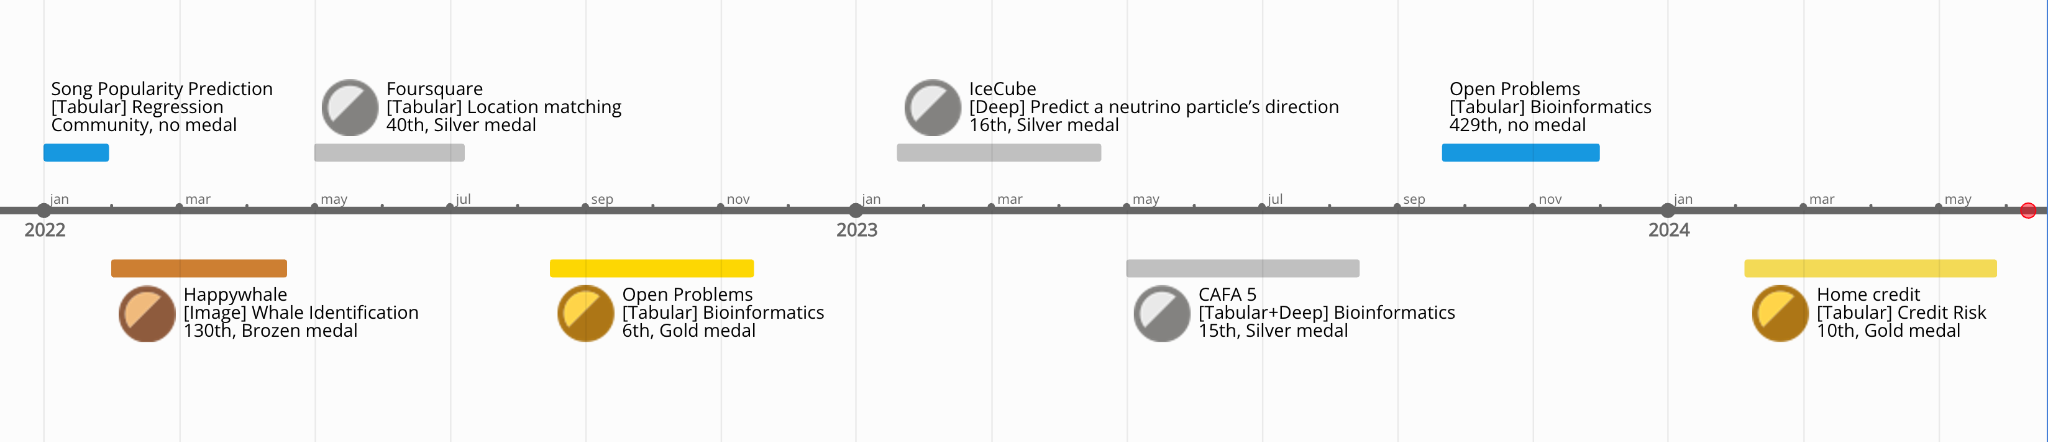 Song Popularity Prediction
[Tabular] Regression
Community, no medal
Foursquare
[Tabular] Location matching
40th, Silver medal
IceCube
[Deep] Predict a neutrino particle’s direction
16th, Silver medal
Open Problems
[Tabular] Bioinformatics
429th, no medal
jan
mar
may
jul
sep
nov
jan
mar
may
jul
sep
nov
jan
mar
may
2022
2023
2024
Happywhale
[Image] Whale Identification
130th, Brozen medal
Open Problems
[Tabular] Bioinformatics
6th, Gold medal
CAFA 5
[Tabular+Deep] Bioinformatics
15th, Silver medal
Home credit
[Tabular] Credit Risk
10th, Gold medal